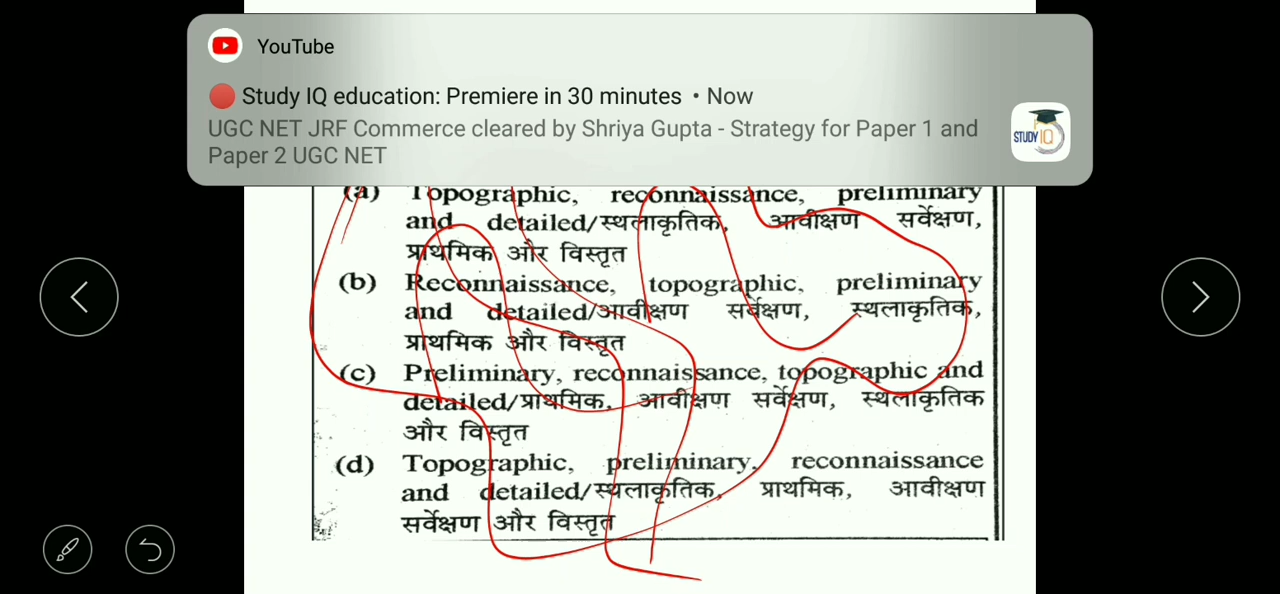 YouTube
Study IQ education: Premiere in 30 minutes • Now
UGC NET JRF Commerce cleared by Shriya Gupta - Strategy for Paper 1 and
Paper 2 UGC NET
STUDY IQ
(a) Topographic, reconnaissance, preliminary
and detailed/स्थलाकृतिक, आवीक्षण सर्वेक्षण,
प्राथमिक और विस्तृत
(b) Reconnaissance, topographic, preliminary
and detailed/आवीक्षण सर्वेक्षण, स्थलाकृतिक,
प्राथमिक और विस्तृत
(c) Preliminary, reconnaissance, topographic and
detailed/प्राथमिक, आवीक्षण सर्वेक्षण, स्थलाकृतिक
और विस्तृत
(d) Topographic, preliminary, reconnaissance
and detailed/स्थलाकृतिक, प्राथमिक, आवीक्षण
सर्वेक्षण और विस्तृत